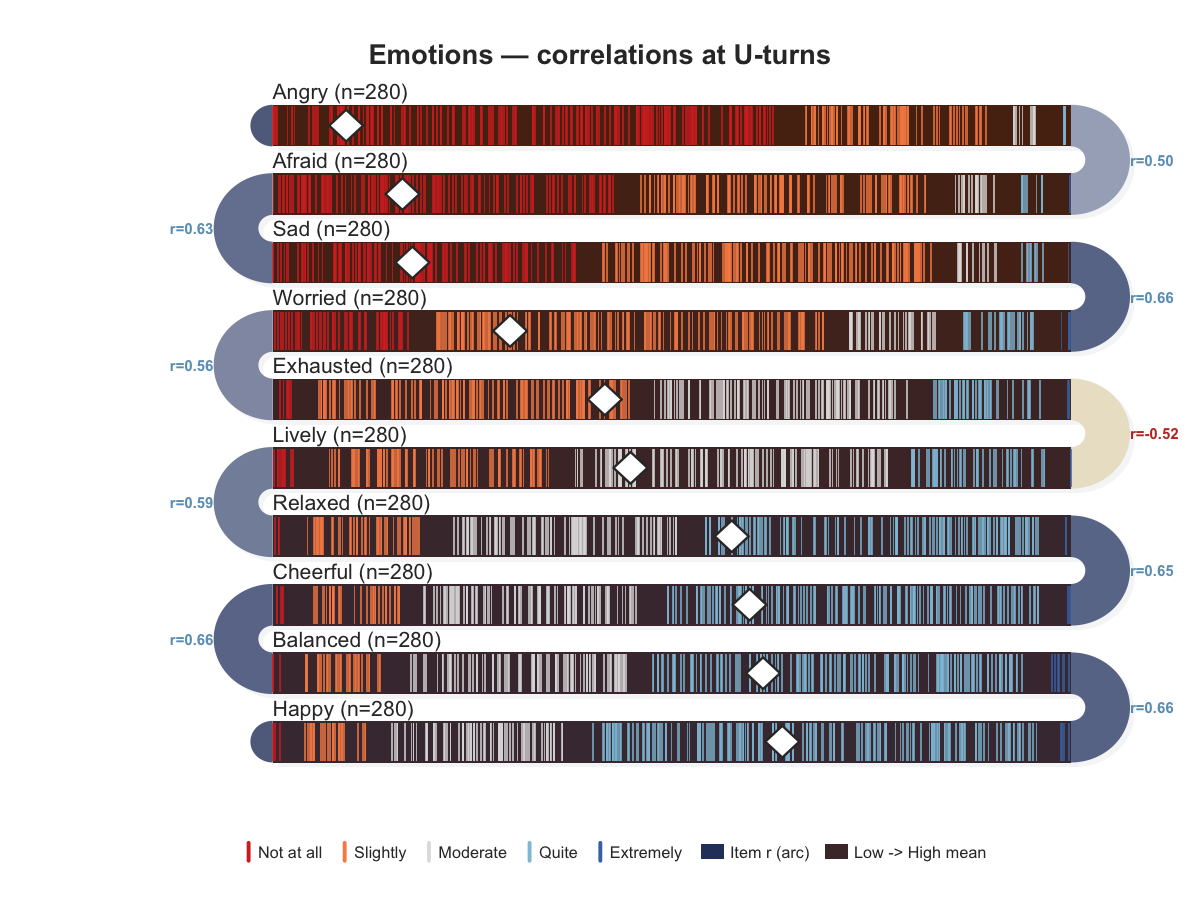 Emotions — correlations at U-turns
Angry (n=280)
r=0.50
Afraid (n=280)
r=0.63
Sad (n=280)
r=0.66
Worried (n=280)
r=0.56
Exhausted (n=280)
r=-0.52
Lively (n=280)
r=0.59
Relaxed (n=280)
r=0.65
Cheerful (n=280)
r=0.66
Balanced (n=280)
r=0.66
Happy (n=280)
Not at all Slightly Moderate Quite Extremely Item r (arc) Low -> High mean